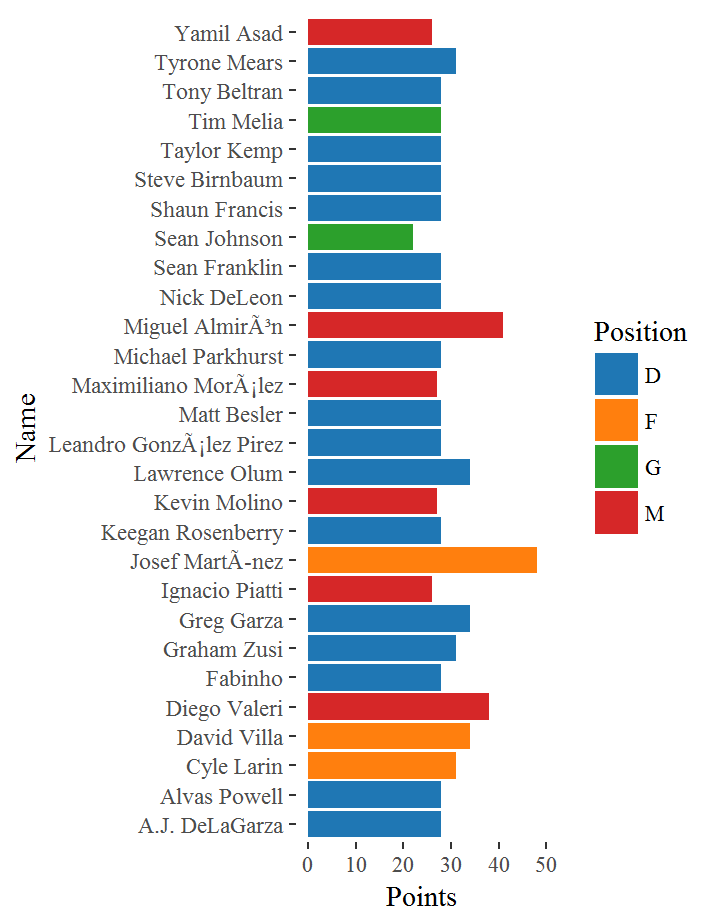 Yamil Asad
Tyrone Mears
Tony Beltran
Tim Melia
Taylor Kemp
Steve Birnbaum
Shaun Francis
Sean Johnson
Sean Franklin
Nick DeLeon
Miguel AlmirÃ³n
Michael Parkhurst
Maximiliano MorÃ¡lez
Matt Besler
Leandro GonzÃ¡lez Pirez
Lawrence Olum
Kevin Molino
Keegan Rosenberry
Josef MartÃ-nez
Ignacio Piatti
Greg Garza
Graham Zusi
Fabinho
Diego Valeri
David Villa
Cyle Larin
Alvas Powell
A.J. DeLaGarza
Name
0 10 20 30 40 50
Points
Position
D
F
G
M